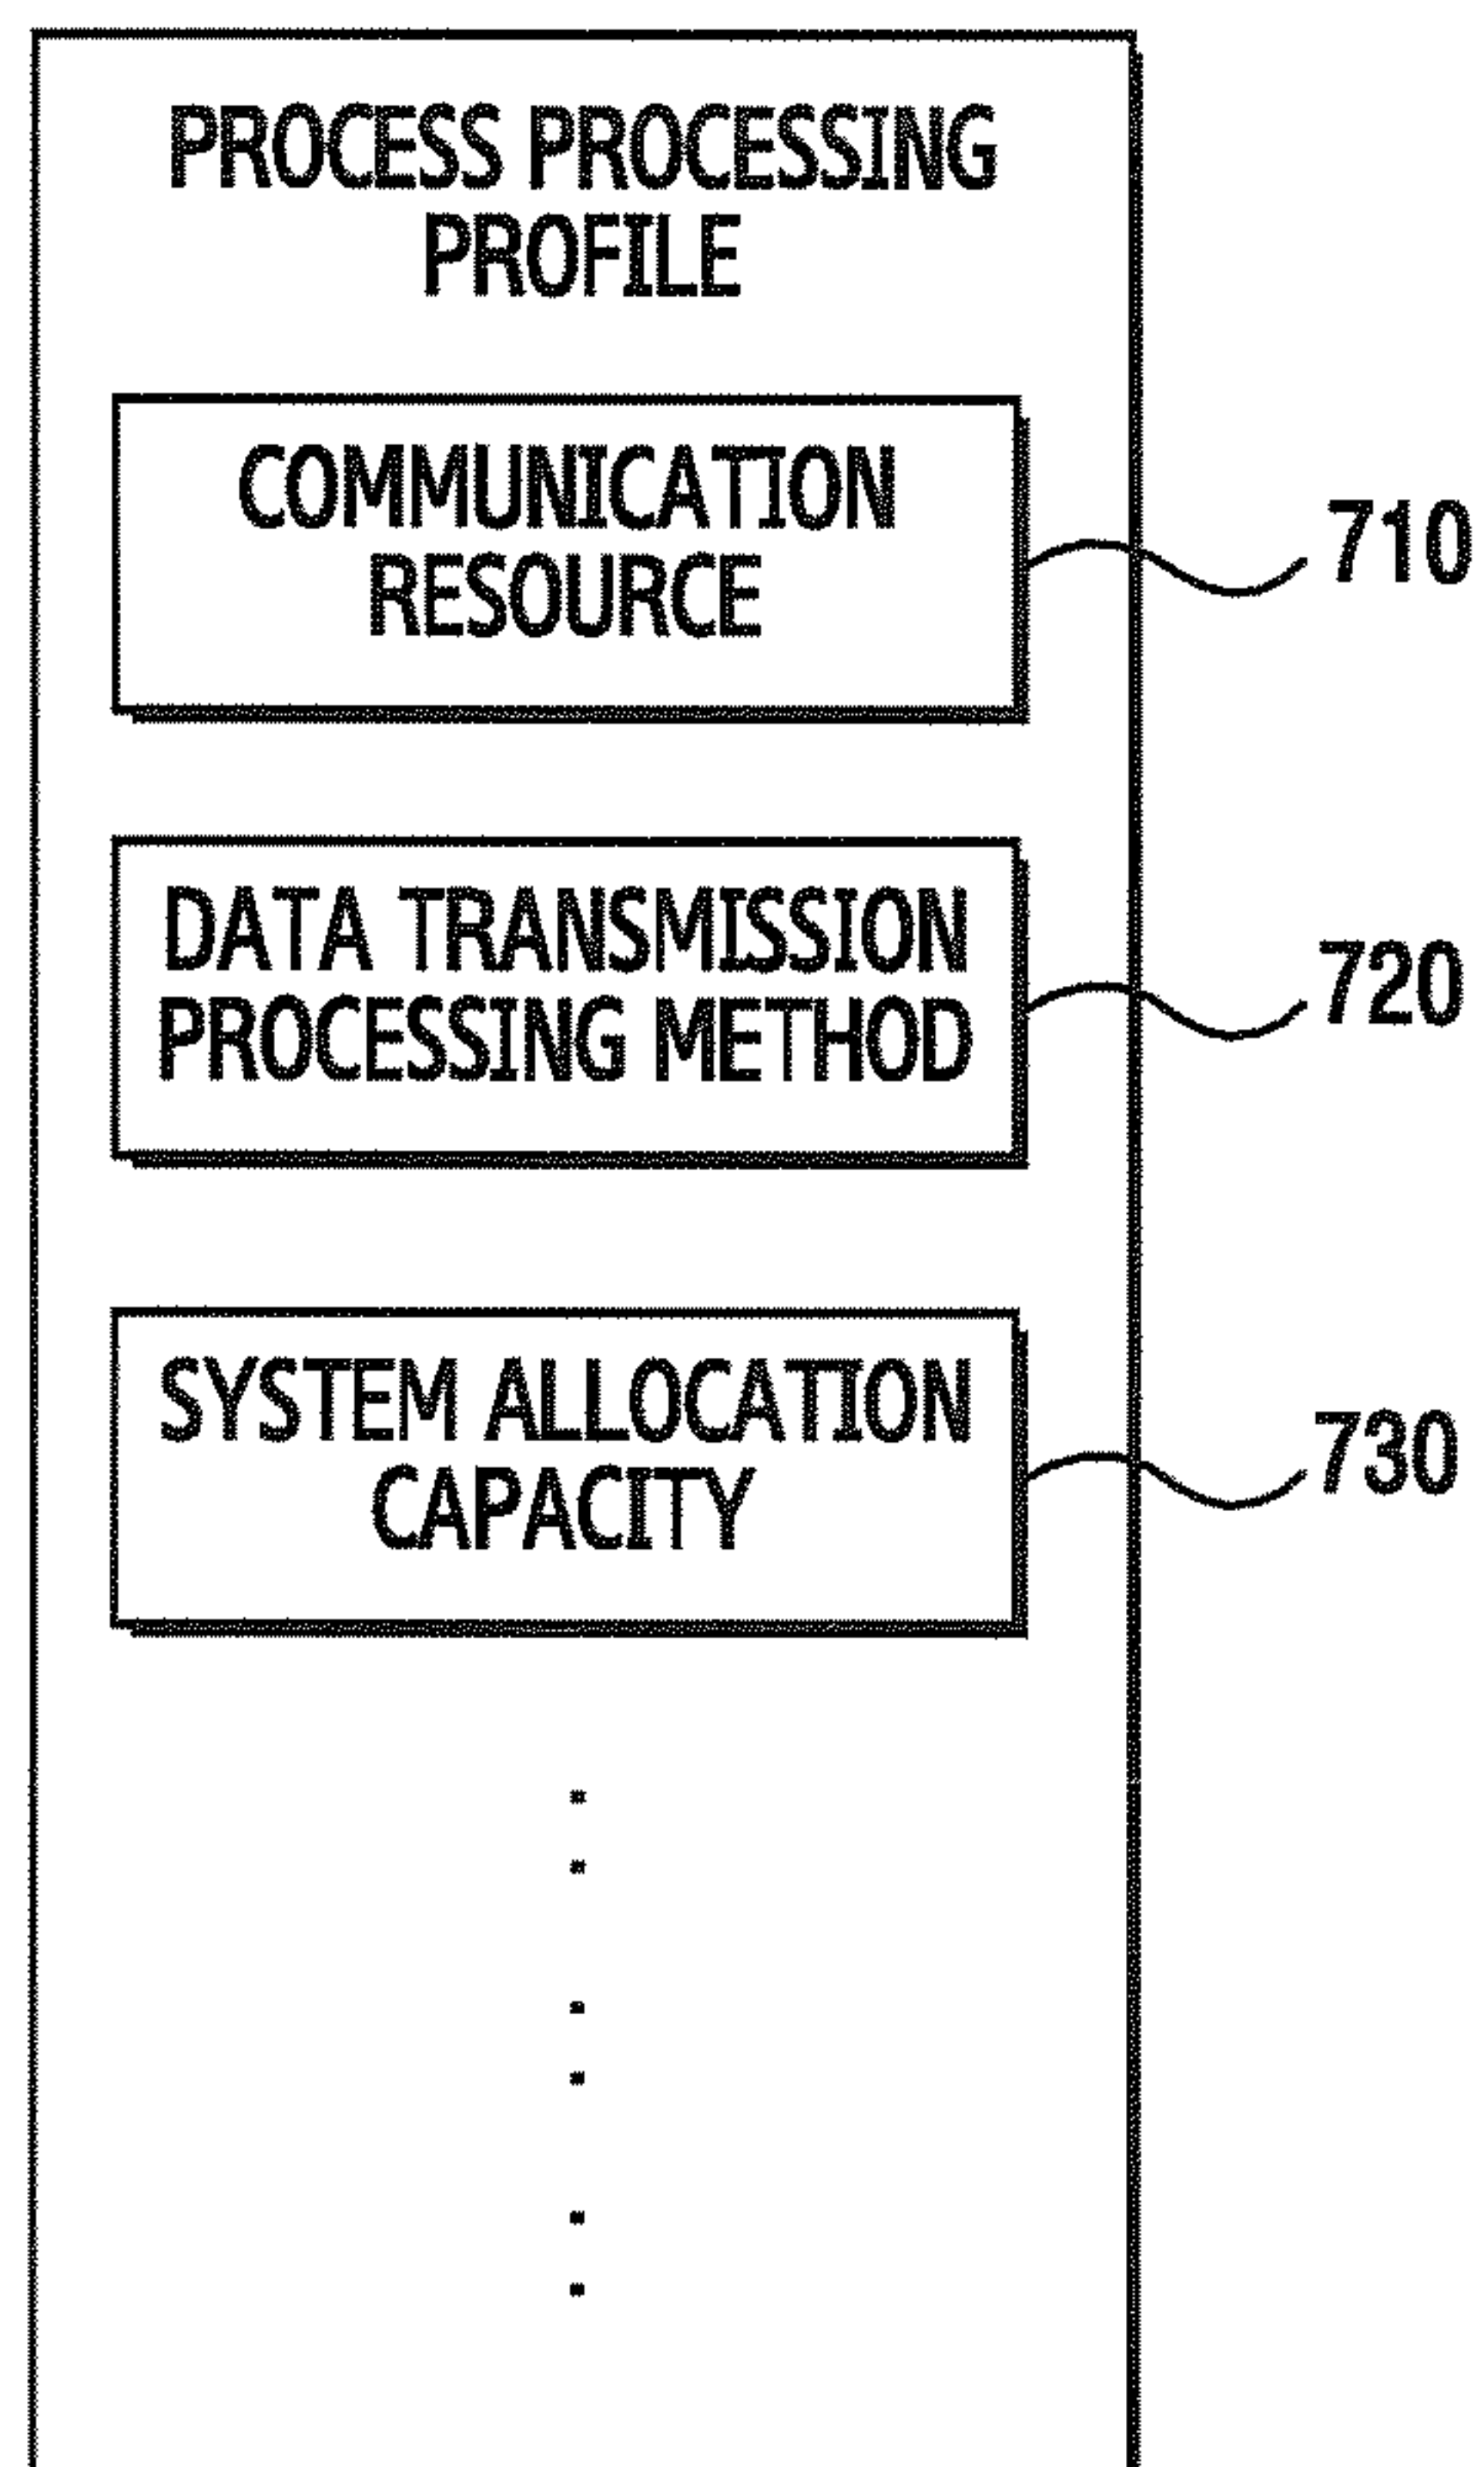 PROCESS PROCESSING
PROFILE
COMMUNICATION
RESOURCE
710
DATA TRANSMISSION
PROCESSING METHOD
720
SYSTEM ALLOCATION
CAPACITY
730